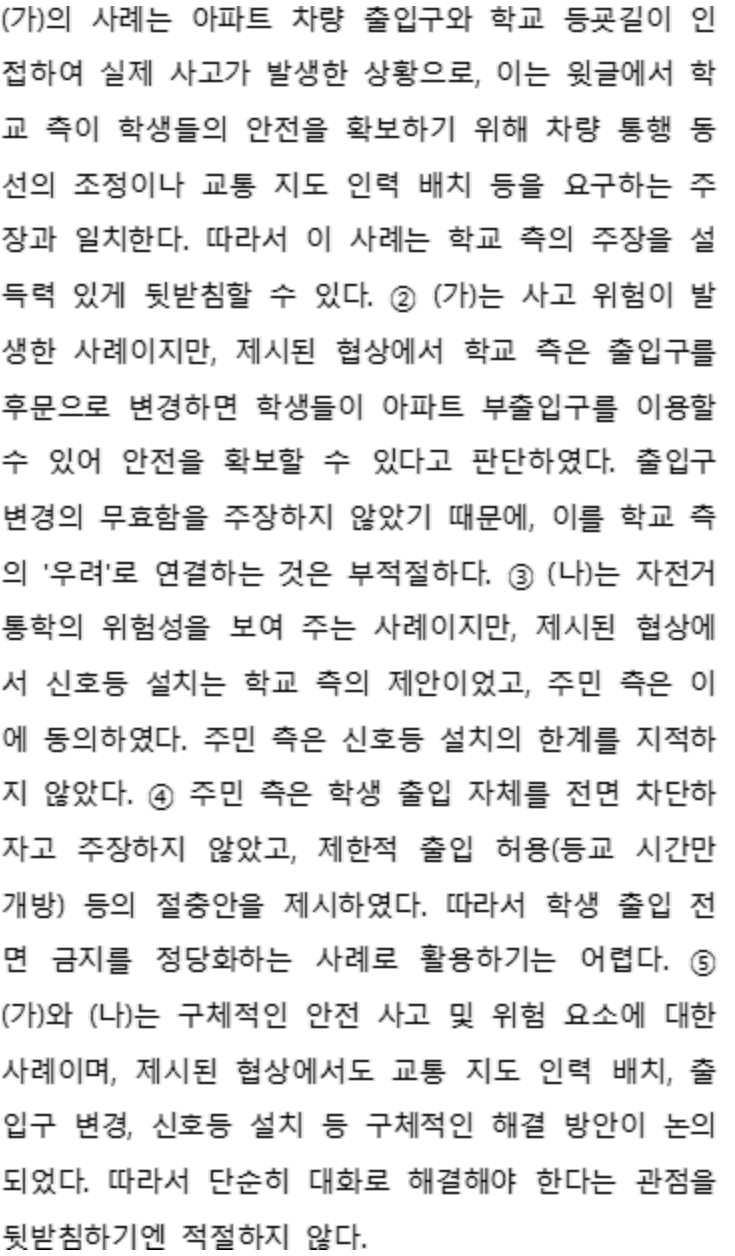 (가)의 사례는 아파트 차량 출입구와 학교 등굣길이 인
접하여 실제 사고가 발생한 상황으로, 이는 윗글에서 학
교 측이 학생들의 안전을 확보하기 위해 차량 통행 동
선의 조정이나 교통 지도 인력 배치 등을 요구하는 주
장과 일치한다. 따라서 이 사례는 학교 측의 주장을 설
득력 있게 뒷받침할 수 있다. ② (가)는 사고 위험이 발
생한 사례이지만, 제시된 협상에서 학교 측은 출입구를
후문으로 변경하면 학생들이 아파트 부출입구를 이용할
수 있어 안전을 확보할 수 있다고 판단하였다. 출입구
변경의 무효함을 주장하지 않았기 때문에, 이를 학교 측
의 '우려'로 연결하는 것은 부적절하다. ③ (나)는 자전거
통학의 위험성을 보여 주는 사례이지만, 제시된 협상에
서 신호등 설치는 학교 측의 제안이었고, 주민 측은 이
에 동의하였다. 주민 측은 신호등 설치의 한계를 지적하
지 않았다. ④ 주민 측은 학생 출입 자체를 전면 차단하
자고 주장하지 않았고, 제한적 출입 허용(등교 시간만
개방) 등의 절충안을 제시하였다. 따라서 학생 출입 전
면 금지를 정당화하는 사례로 활용하기는 어렵다. ⑤
(가)와 (나)는 구체적인 안전 사고 및 위험 요소에 대한
사례이며, 제시된 협상에서도 교통 지도 인력 배치, 출
입구 변경, 신호등 설치 등 구체적인 해결 방안이 논의
되었다. 따라서 단순히 대화로 해결해야 한다는 관점을
뒷받침하기엔 적절하지 않다.